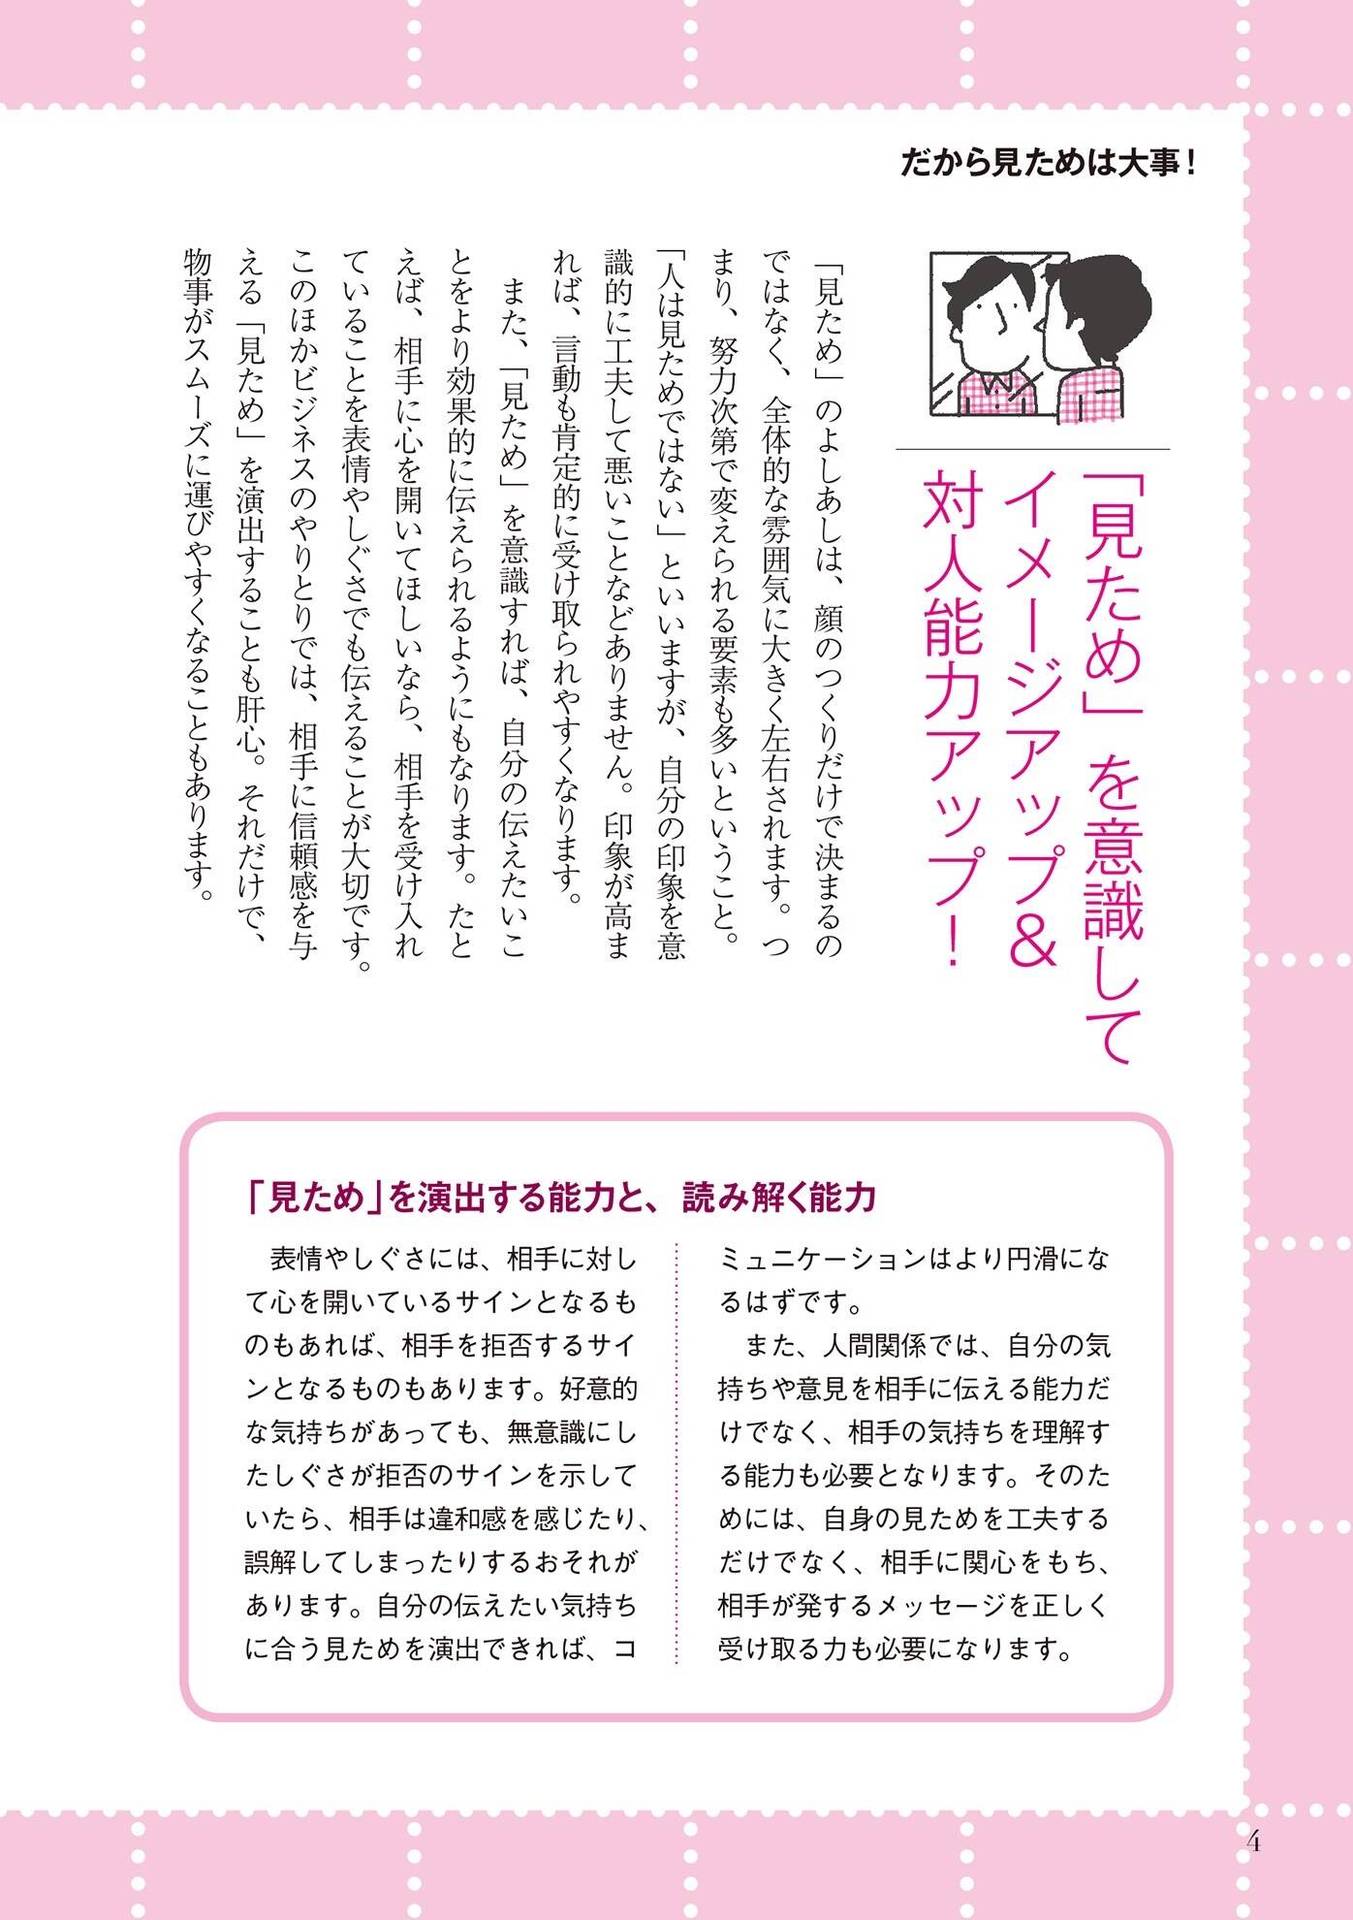 だから見ためは大事！
「見ため」を意識して
イメージアップ&
対人能力アップ！
「見ため」のよしあしは、顔のつくりだけで決まるの
ではなく、全体的な雰囲気に大きく左右されます。つ
まり、努力次第で変えられる要素も多いということ。
「人は見ためではない」といいますが、自分の印象を意
識的に工夫して悪いことなどありません。印象が高ま
れば、言動も肯定的に受け取られやすくなります。
また、「見ため」を意識すれば、自分の伝えたいこ
とをより効果的に伝えられるようにもなります。たと
えば、相手に心を開いてほしいなら、相手を受け入れ
ていることを表情やしぐさでも伝えることが大切です。
このほかビジネスのやりとりでは、相手に信頼感を与
える「見ため」を演出することも肝心。それだけで、
物事がスムーズに運びやすくなることもあります。
「見ため」を演出する能力と、読み解く能力
表情やしぐさには、相手に対し
て心を開いているサインとなるも
のもあれば、相手を拒否するサイ
ンとなるものもあります。好意的
な気持ちがあっても、無意識にし
たしぐさが拒否のサインを示して
いたら、相手は違和感を感じたり、
誤解してしまったりするおそれが
あります。自分の伝えたい気持ち
に合う見ためを演出できれば、コ
ミュニケーションはより円滑にな
るはずです。
また、人間関係では、自分の気
持ちや意見を相手に伝える能力だ
けでなく、相手の気持ちを理解す
る能力も必要となります。そのた
めには、自身の見ためを工夫する
だけでなく、相手に関心をもち、
相手が発するメッセージを正しく
受け取る力も必要になります。
4